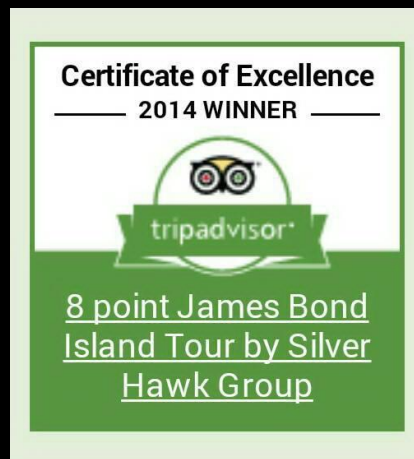 Certificate of Excellence
2014 WINNER
tripadvisor®
8 point James Bond
Island Tour by Silver
Hawk Group